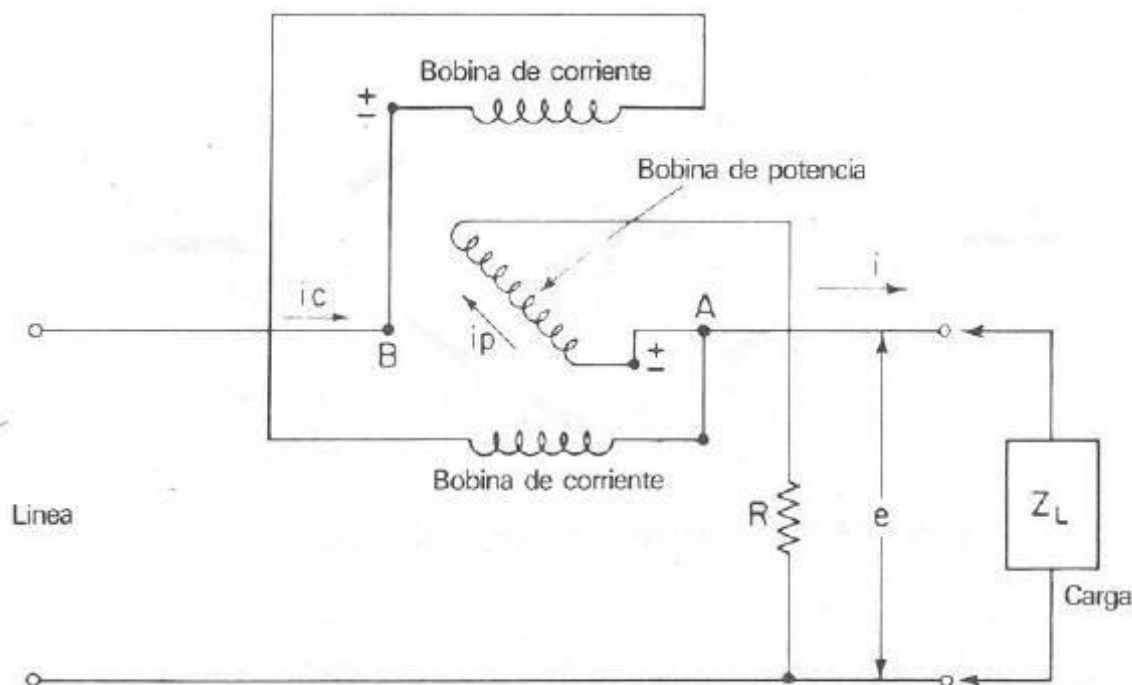 Bobina de corriente
±
Bobina de potencia
i
ic
A
B
ip
±
Bobina de corriente
Linea
R
e
ZL
Carga